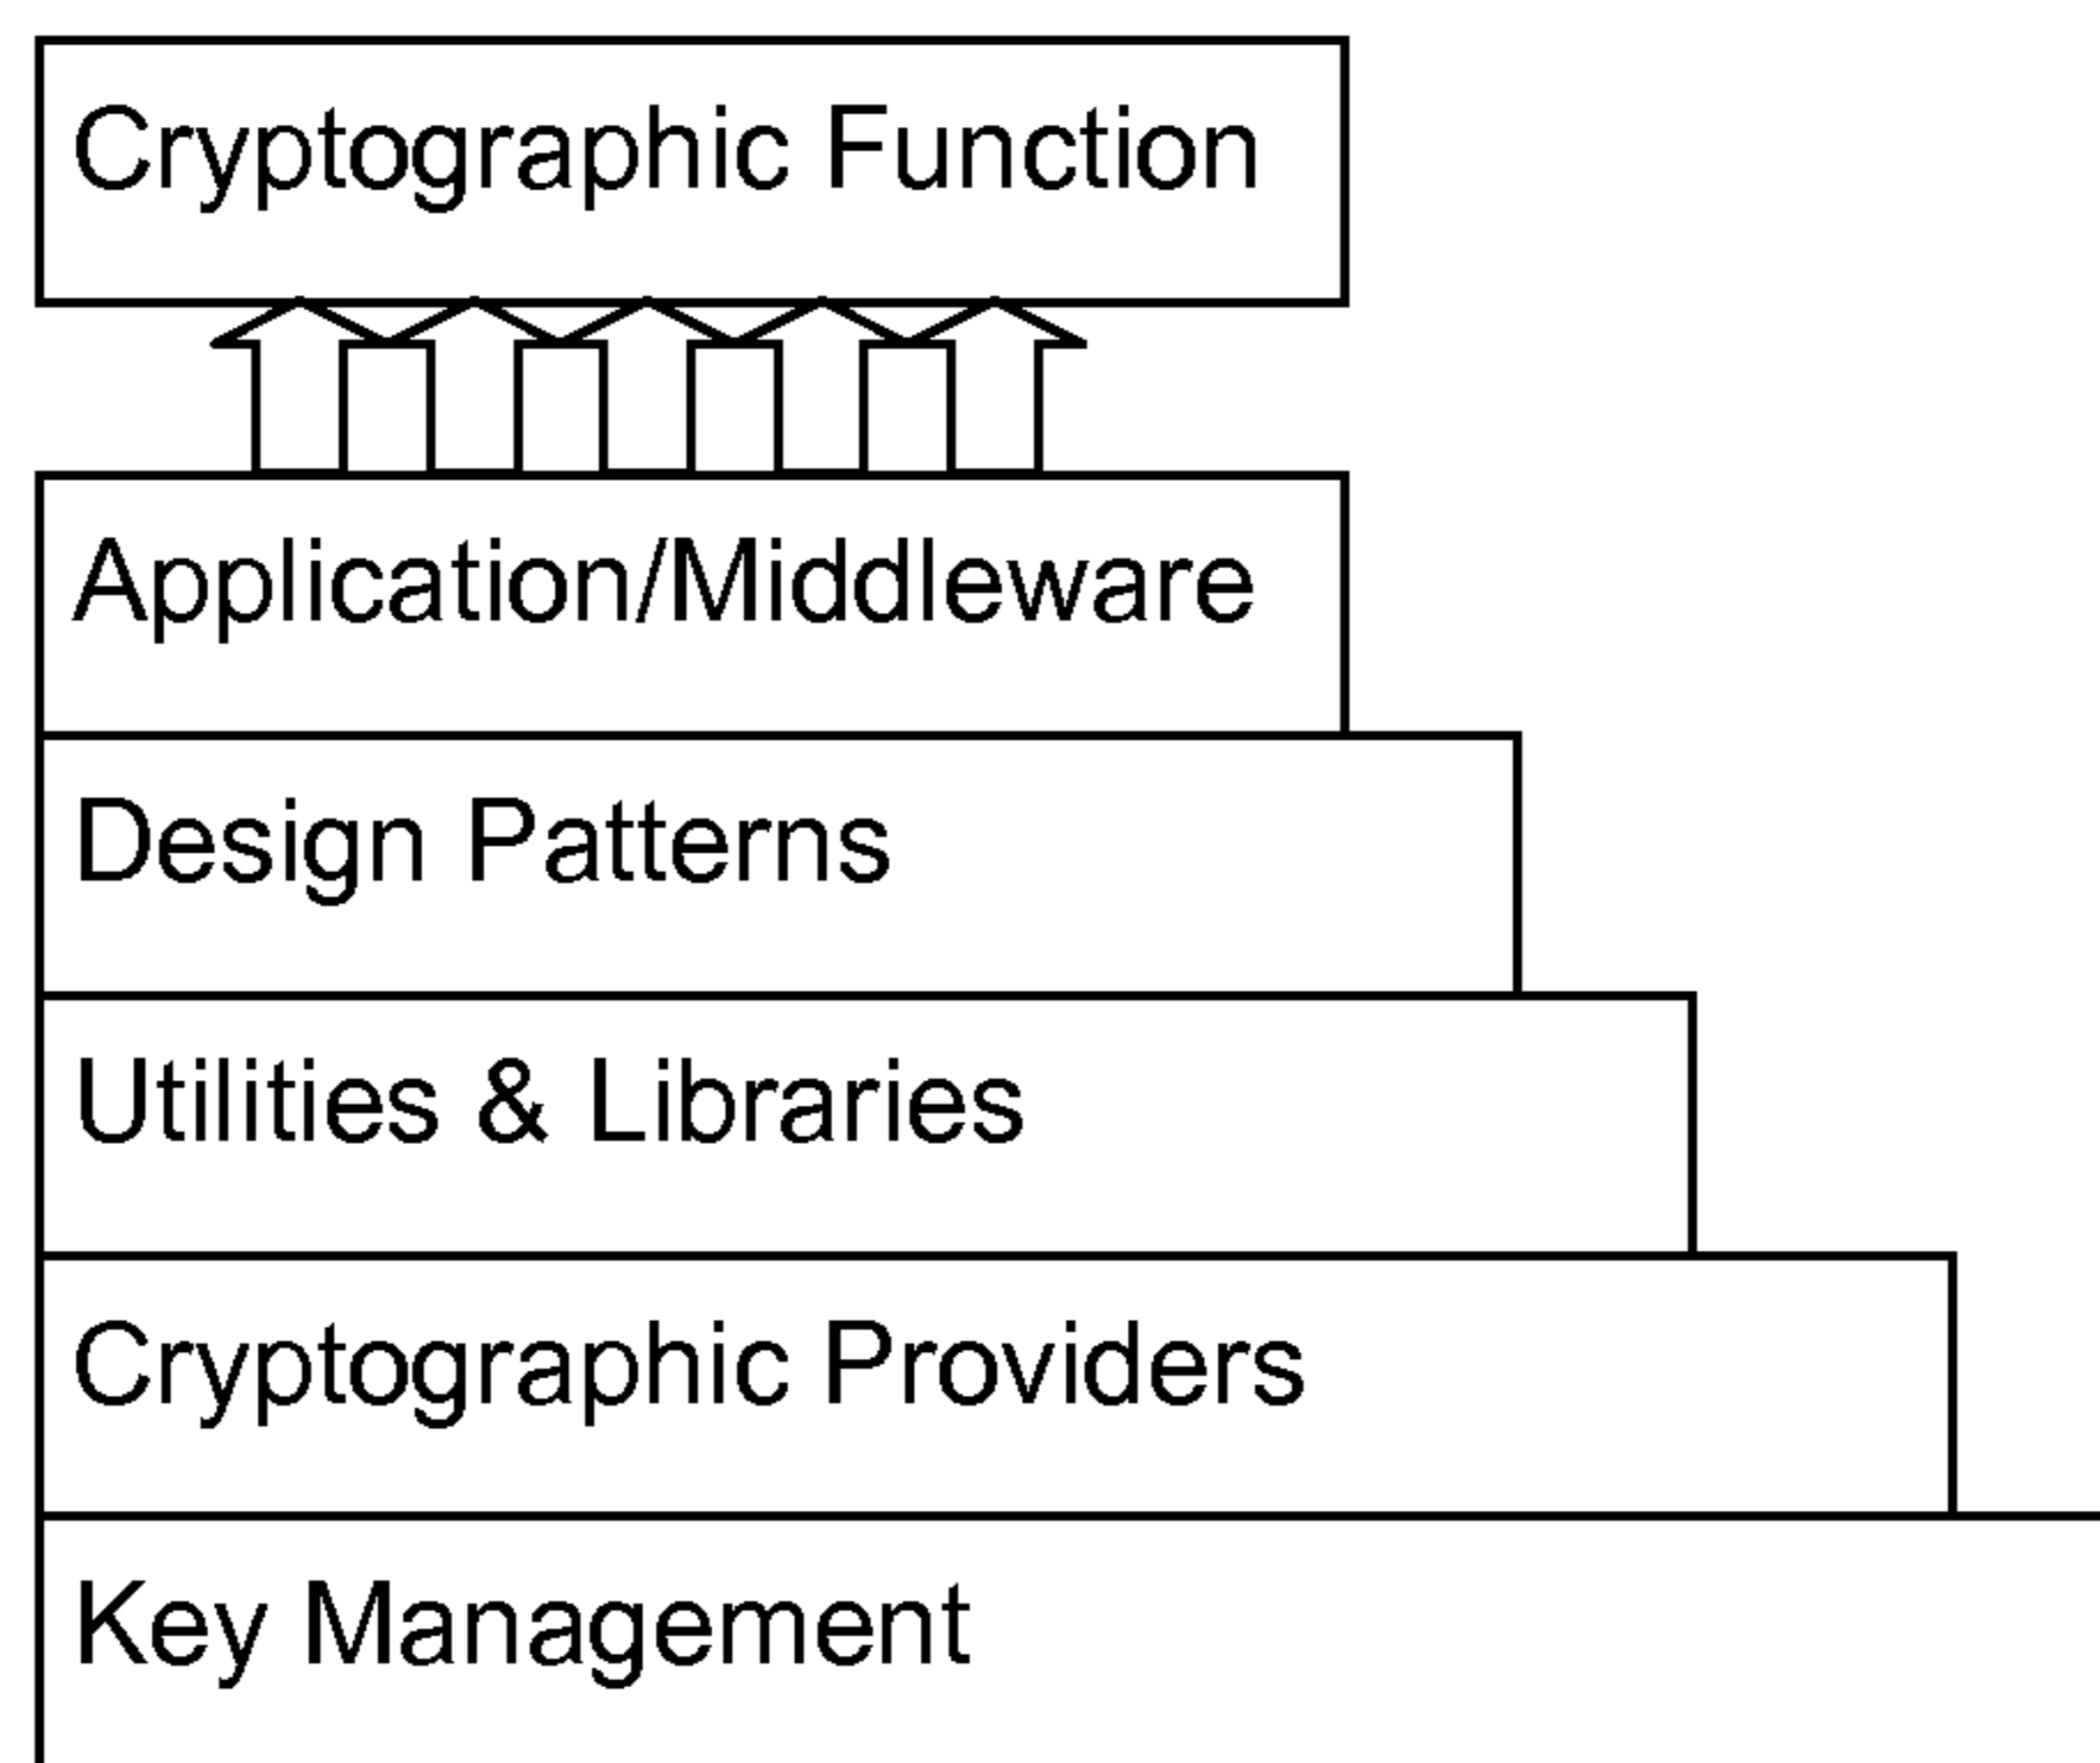 Cryptographic Function
Application/Middleware
Design Patterns
Utilities & Libraries
Cryptographic Providers
Key Management